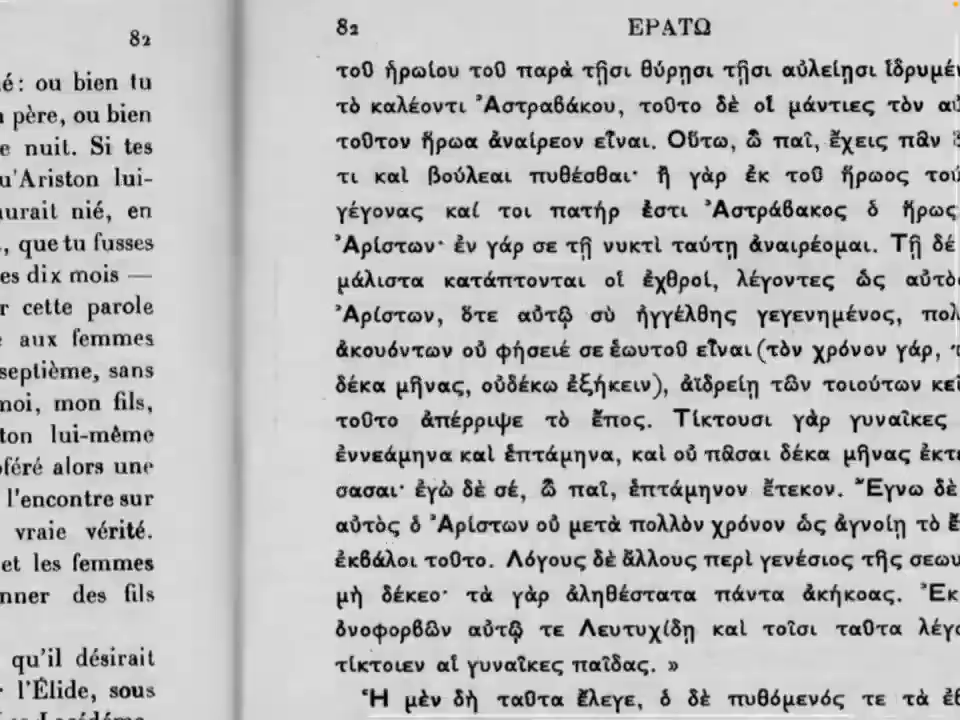 82
é: ou bien tu
père, ou bien
e nuit. Si tes
u'Ariston lui-
urait nié, en
, que tu fusses
es dix mois —
r cette parole
aux femmes
septième, sans
moi, mon fils,
ton lui-même
féré alors une
l'encontre sur
vraie vérité.
et les femmes
nner des fils
qu'il désirait
l'Élide, sous
82 ΕΡΑΤΩ
τοῦ ἡρωίου τοῦ παρὰ τῇσι θύρῃσι τῇσι αὐλείῃσι ἱδρυμέν
τὸ καλέοντι Ἀστραβάκου, τοῦτο δὲ οἱ μάντιες τὸν αὐ
τοῦτον ἥρωα ἀναίρεον εἶναι. Οὕτω, ὦ παῖ, ἔχεις πᾶν
τι καὶ βούλεαι πυθέσθαι· ἢ γὰρ ἐκ τοῦ ἥρωος τού
γέγονας καί τοι πατήρ ἐστι Ἀστράβακος ὁ ἥρως
Ἀρίστων· ἐν γάρ σε τῇ νυκτὶ ταύτῃ ἀναιρέομαι. Τῇ δέ
μάλιστα κατάπτονται οἱ ἐχθροί, λέγοντες ὡς αὐτὸ
Ἀρίστων, ὅτε αὐτῷ σὺ ἠγγέλθης γεγενημένος, πολ
ἀκουόντων οὐ φήσειέ σε ἑωυτοῦ εἶναι (τὸν χρόνον γάρ,
δέκα μῆνας, οὐδέκω ἐξήκειν), ἀϊδρείῃ τῶν τοιούτων κεῖ
τοῦτο ἀπέρριψε τὸ ἔπος. Τίκτουσι γὰρ γυναῖκες
ἐννεάμηνα καὶ ἑπτάμηνα, καὶ οὐ πᾶσαι δέκα μῆνας ἐκτε
σασαι· ἐγὼ δὲ σέ, ὦ παῖ, ἑπτάμηνον ἔτεκον. Ἔγνω δὲ
αὐτὸς ὁ Ἀρίστων οὐ μετὰ πολλὸν χρόνον ὡς ἀγνοίῃ τὸ ἔ
ἐκβάλοι τοῦτο. Λόγους δὲ ἄλλους περὶ γενέσιος τῆς σεωυ
μὴ δέκεο· τὰ γὰρ ἀληθέστατα πάντα ἀκήκοας. Ἐκ
ὀνοφορβῶν αὐτῷ τε Λευτυχίδῃ καὶ τοῖσι ταῦτα λέγο
τίκτοιεν αἱ γυναῖκες παῖδας. »
Ἡ μὲν δὴ ταῦτα ἔλεγε, ὁ δὲ πυθόμενός τε τὰ ἐβ